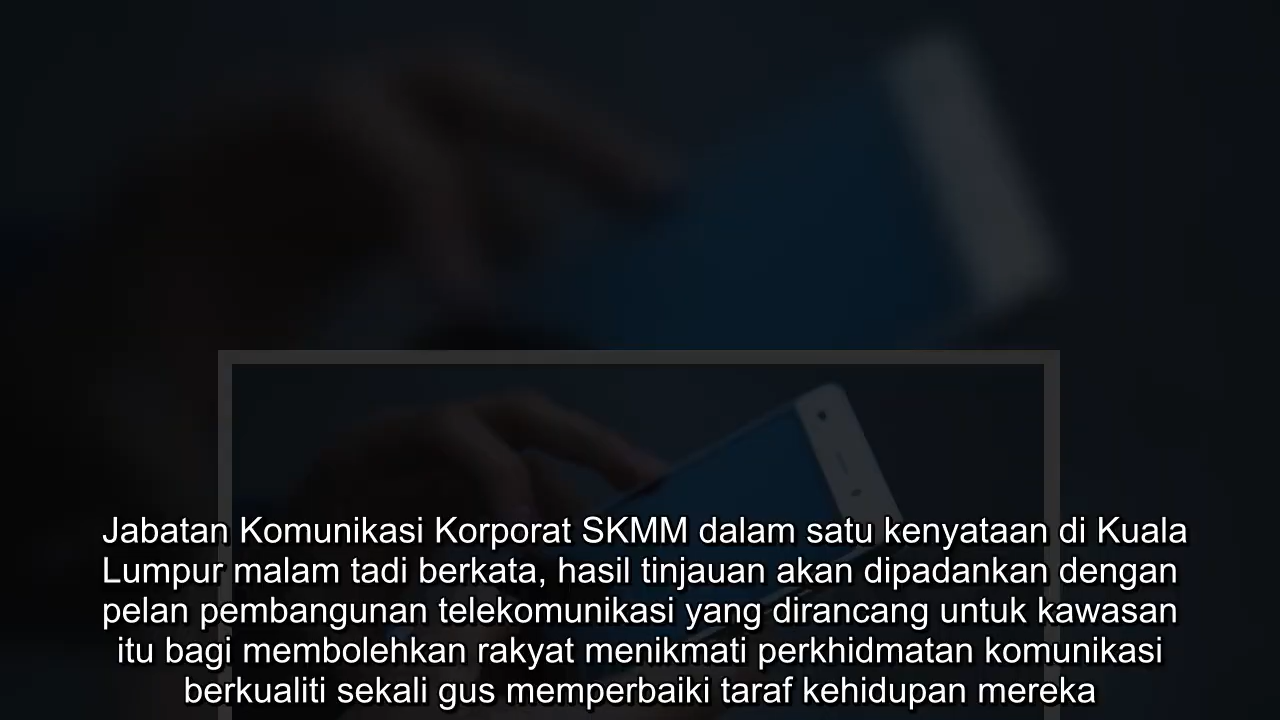 Jabatan Komunikasi Korporat SKMM dalam satu kenyataan di Kuala
Lumpur malam tadi berkata, hasil tinjauan akan dipadankan dengan
pelan pembangunan telekomunikasi yang dirancang untuk kawasan
itu bagi membolehkan rakyat menikmati perkhidmatan komunikasi
berkualiti sekali gus memperbaiki taraf kehidupan mereka